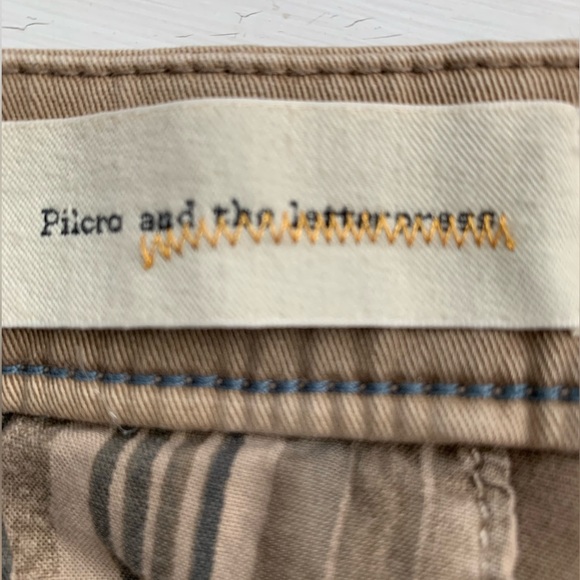 Pilcro and the letterpress